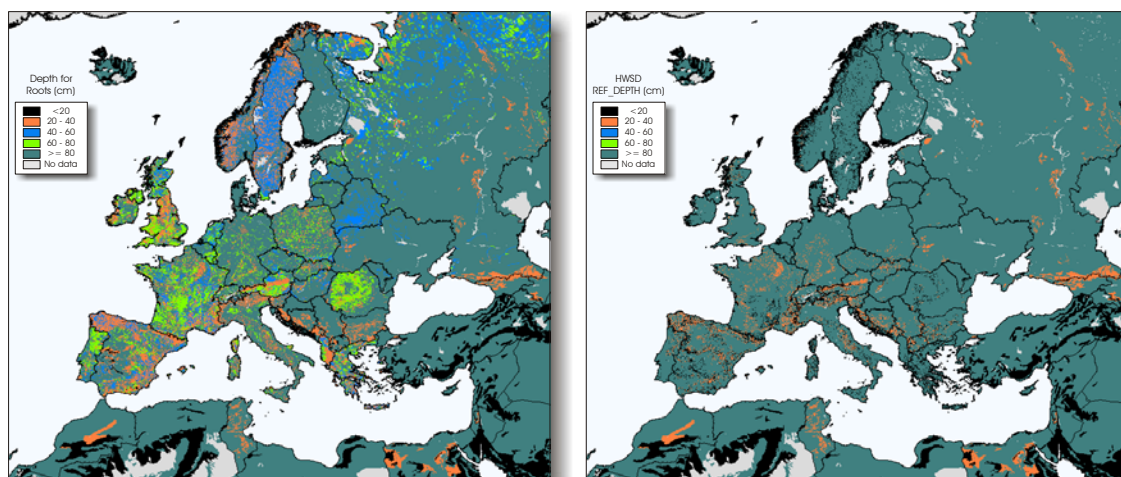 Depth for
Roots (cm)
<20
20 - 40
40 - 60
60 - 80
>= 80
No data
HWSD
REF_DEPTH (cm)
<20
20 - 40
40 - 60
60 - 80
>= 80
No data